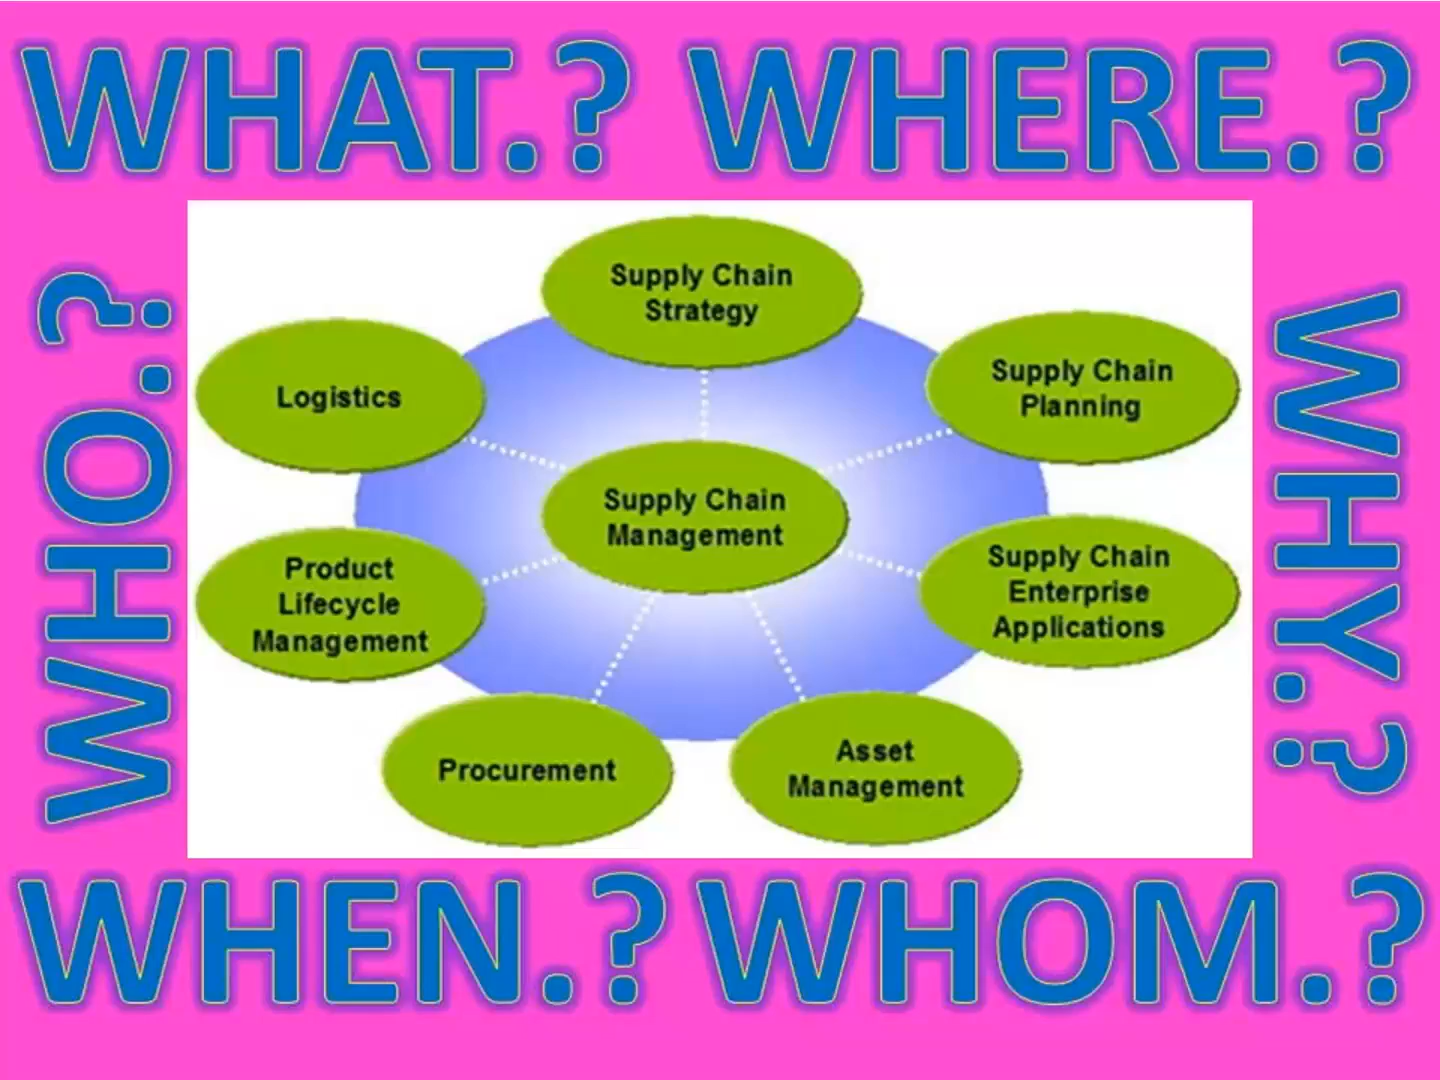 WHAT.? WHERE.?
WHO.?
WHY.?
Supply Chain
Strategy
Logistics
Supply Chain
Planning
Supply Chain
Management
Product
Lifecycle
Management
Supply Chain
Enterprise
Applications
Procurement
Asset
Management
WHEN.? WHOM.?